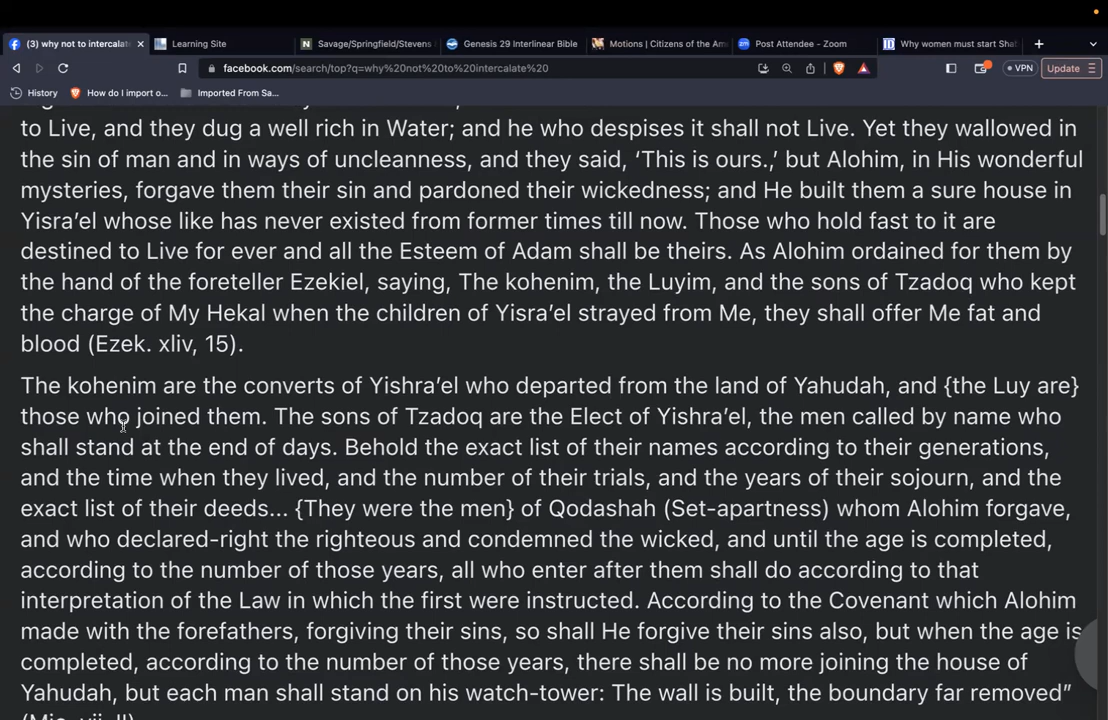 (3) why not to intercalat
Learning Site
Savage/Springfield/Stevens
Genesis 29 Interlinear Bible
Motions | Citizens of the Am
Post Attendee - Zoom
Why women must start Shat
facebook.com/search/top?q=why%20not%20to%20intercalate%20
VPN
Update
History
How do I import o...
Imported From Sa...
to Live, and they dug a well rich in Water; and he who despises it shall not Live. Yet they wallowed in
the sin of man and in ways of uncleanness, and they said, ‘This is ours.,’ but Alohim, in His wonderful
mysteries, forgave them their sin and pardoned their wickedness; and He built them a sure house in
Yisra’el whose like has never existed from former times till now. Those who hold fast to it are
destined to Live for ever and all the Esteem of Adam shall be theirs. As Alohim ordained for them by
the hand of the foreteller Ezekiel, saying, The kohenim, the Luyim, and the sons of Tzadoq who kept
the charge of My Hekal when the children of Yisra’el strayed from Me, they shall offer Me fat and
blood (Ezek. xliv, 15).
The kohenim are the converts of Yishra’el who departed from the land of Yahudah, and {the Luy are}
those who joined them. The sons of Tzadoq are the Elect of Yishra’el, the men called by name who
shall stand at the end of days. Behold the exact list of their names according to their generations,
and the time when they lived, and the number of their trials, and the years of their sojourn, and the
exact list of their deeds... {They were the men} of Qodashah (Set-apartness) whom Alohim forgave,
and who declared-right the righteous and condemned the wicked, and until the age is completed,
according to the number of those years, all who enter after them shall do according to that
interpretation of the Law in which the first were instructed. According to the Covenant which Alohim
made with the forefathers, forgiving their sins, so shall He forgive their sins also, but when the age is
completed, according to the number of those years, there shall be no more joining the house of
Yahudah, but each man shall stand on his watch-tower: The wall is built, the boundary far removed”